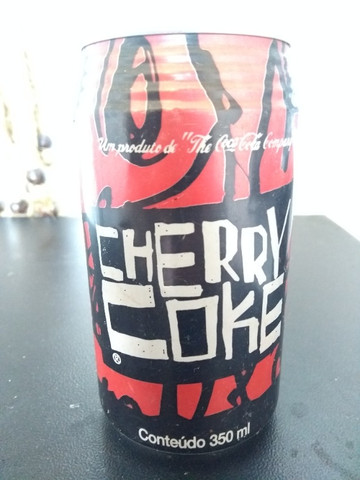 Um produto de "The Coca-Cola Company
CHERRY
COKE
®
Conteúdo 350 ml